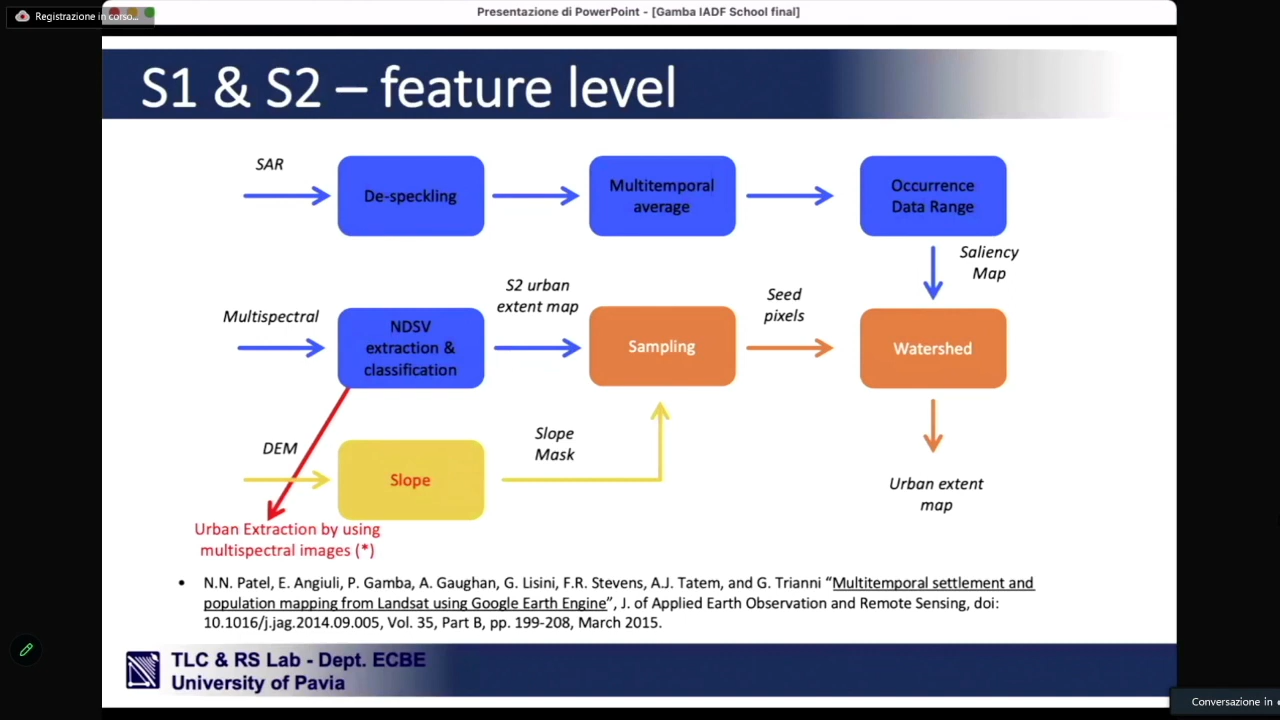 Registrazione in corso...
Presentazione di PowerPoint - [Gamba IADF School final]
S1 & S2 – feature level
SAR
De-speckling
Multitemporal
average
Occurrence
Data Range
Saliency
Map
Multispectral
NDSV
extraction &
classification
S2 urban
extent map
Sampling
Seed
pixels
Watershed
DEM
Slope
Slope
Mask
Urban extent
map
Urban Extraction by using
multispectral images (*)
• N.N. Patel, E. Angiuli, P. Gamba, A. Gaughan, G. Lisini, F.R. Stevens, A.J. Tatem, and G. Trianni “Multitemporal settlement and
population mapping from Landsat using Google Earth Engine”, J. of Applied Earth Observation and Remote Sensing, doi:
10.1016/j.jag.2014.09.005, Vol. 35, Part B, pp. 199-208, March 2015.
TLC & RS Lab - Dept. ECBE
University of Pavia
Conversazione in